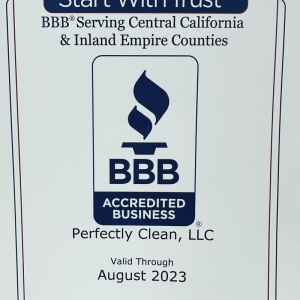 Start With Trust
BBB® Serving Central California
& Inland Empire Counties
BBB
ACCREDITED
BUSINESS
®
Perfectly Clean, LLC
Valid Through
August 2023